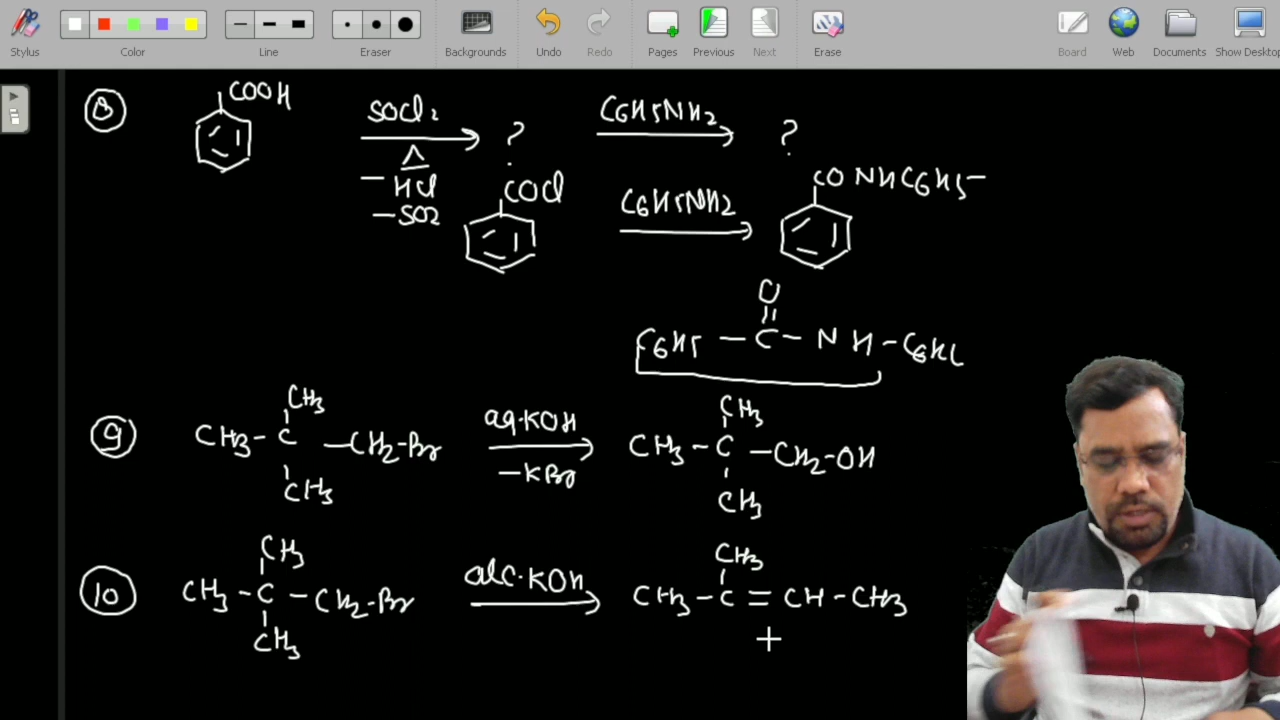 Stylus Color Line Eraser Backgrounds Undo Redo Pages Previous Next Erase Board Web Documents Show Desktop
8 COOH SOCl2 ? C6H5NH2 ?
Δ
- HCl COCl C6H5NH2 CO NHC6H5
- SO2
O
C6H5 - C - NH - C6H5
9 CH3 CH3
CH3 - C - CH2-Br aq.KOH CH3 - C - CH2-OH
- KBr
CH3 CH3
10 CH3 CH3
CH3 - C - CH2-Br alc.KOH CH3 - C = CH - CH3
CH3 +